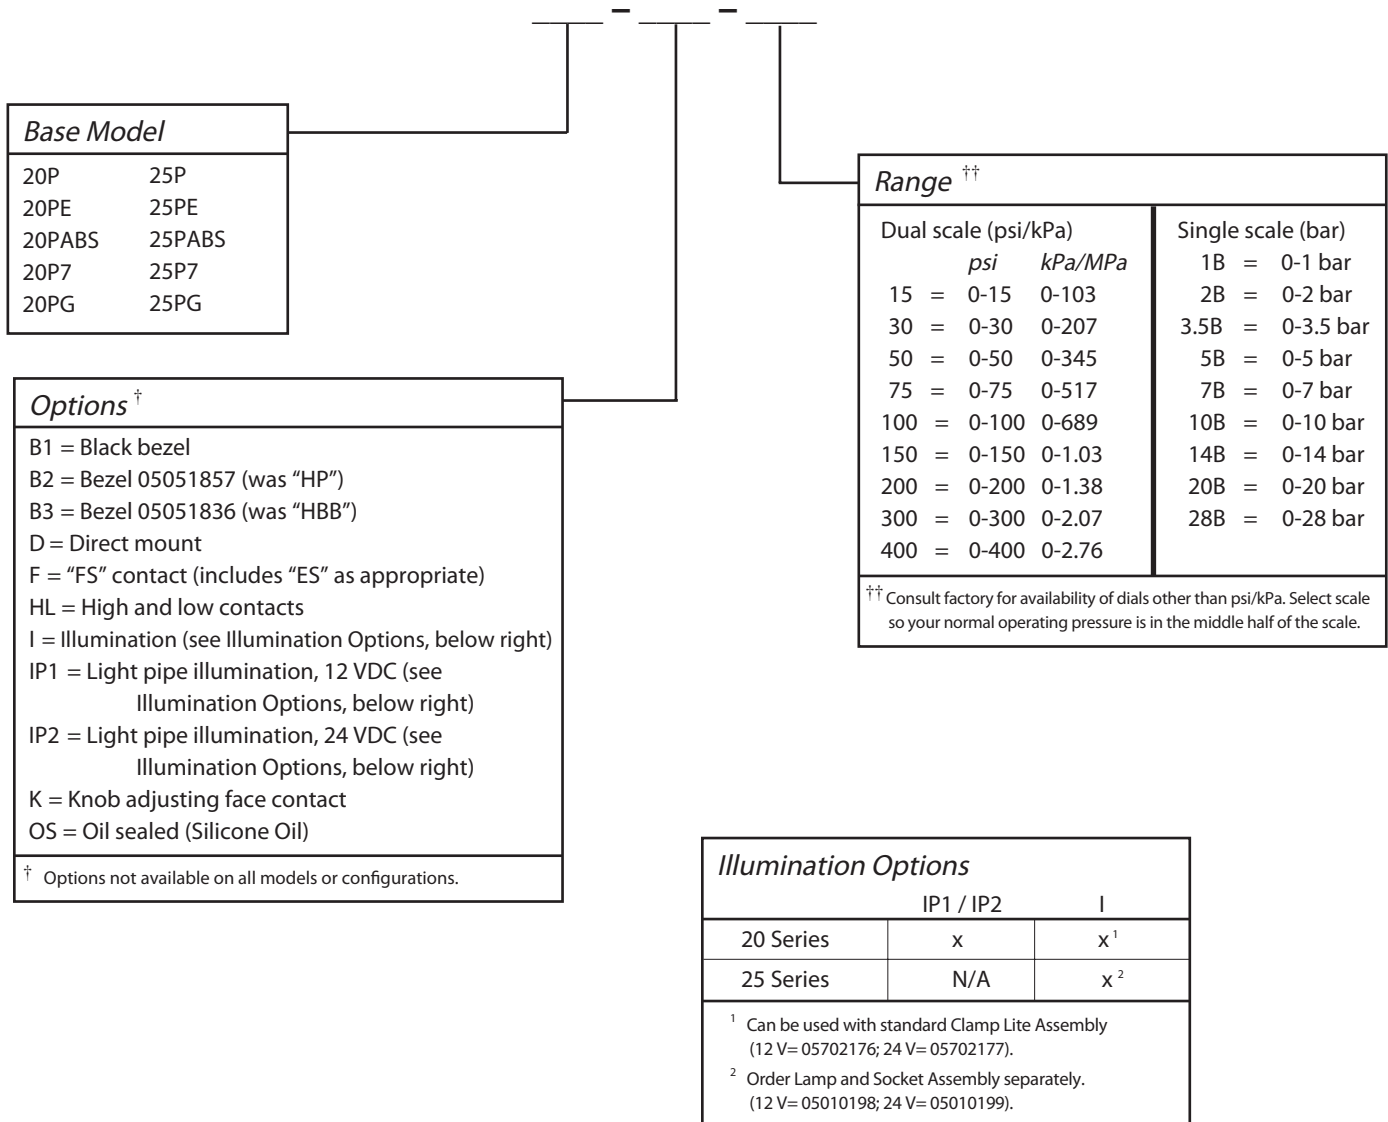 ____ – ____ – ____
Base Model
20P 25P
20PE 25PE
20PABS 25PABS
20P7 25P7
20PG 25PG
Options †
B1 = Black bezel
B2 = Bezel 05051857 (was “HP”)
B3 = Bezel 05051836 (was “HBB”)
D = Direct mount
F = “FS” contact (includes “ES” as appropriate)
HL = High and low contacts
I = Illumination (see Illumination Options, below right)
IP1 = Light pipe illumination, 12 VDC (see
Illumination Options, below right)
IP2 = Light pipe illumination, 24 VDC (see
Illumination Options, below right)
K = Knob adjusting face contact
OS = Oil sealed (Silicone Oil)
† Options not available on all models or configurations.
Range ††
Dual scale (psi/kPa)
psi kPa/MPa
15 = 0-15 0-103
30 = 0-30 0-207
50 = 0-50 0-345
75 = 0-75 0-517
100 = 0-100 0-689
150 = 0-150 0-1.03
200 = 0-200 0-1.38
300 = 0-300 0-2.07
400 = 0-400 0-2.76
Single scale (bar)
1B = 0-1 bar
2B = 0-2 bar
3.5B = 0-3.5 bar
5B = 0-5 bar
7B = 0-7 bar
10B = 0-10 bar
14B = 0-14 bar
20B = 0-20 bar
28B = 0-28 bar
†† Consult factory for availability of dials other than psi/kPa. Select scale
so your normal operating pressure is in the middle half of the scale.
Illumination Options
IP1 / IP2 I
20 Series x x 1
25 Series N/A x 2
1 Can be used with standard Clamp Lite Assembly
(12 V= 05702176; 24 V= 05702177).
2 Order Lamp and Socket Assembly separately.
(12 V= 05010198; 24 V= 05010199).